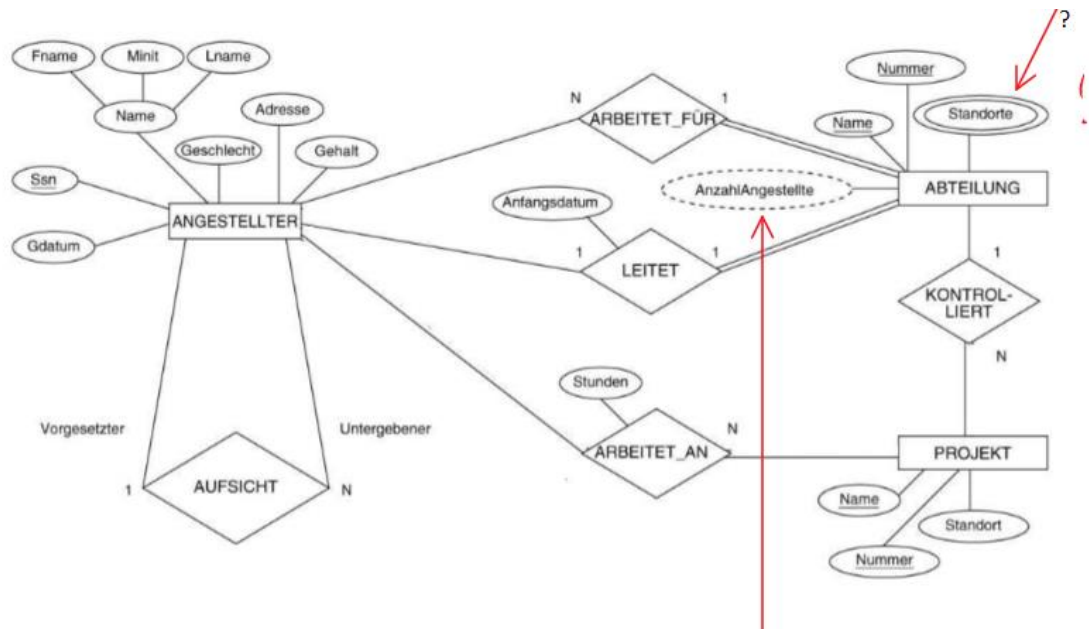 ?
Fname
Minit
Lname
Name
Adresse
Geschlecht
Gehalt
Ssn
Gdatum
ANGESTELLTER
N
ARBEITET_FÜR
1
Nummer
Name
Standorte
AnzahlAngestellte
ABTEILUNG
Anfangsdatum
1
LEITET
1
1
KONTROL-
LIERT
N
Stunden
ARBEITET_AN
N
PROJEKT
Name
Nummer
Standort
Vorgesetzter
Untergebener
1
AUFSICHT
N